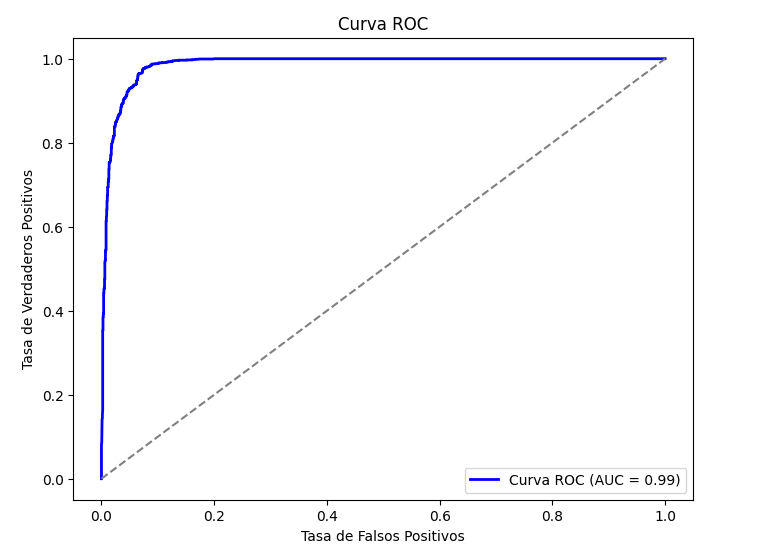 Curva ROC
Tasa de Verdaderos Positivos
1.0
0.8
0.6
0.4
0.2
0.0
0.0 0.2 0.4 0.6 0.8 1.0
Tasa de Falsos Positivos
Curva ROC (AUC = 0.99)